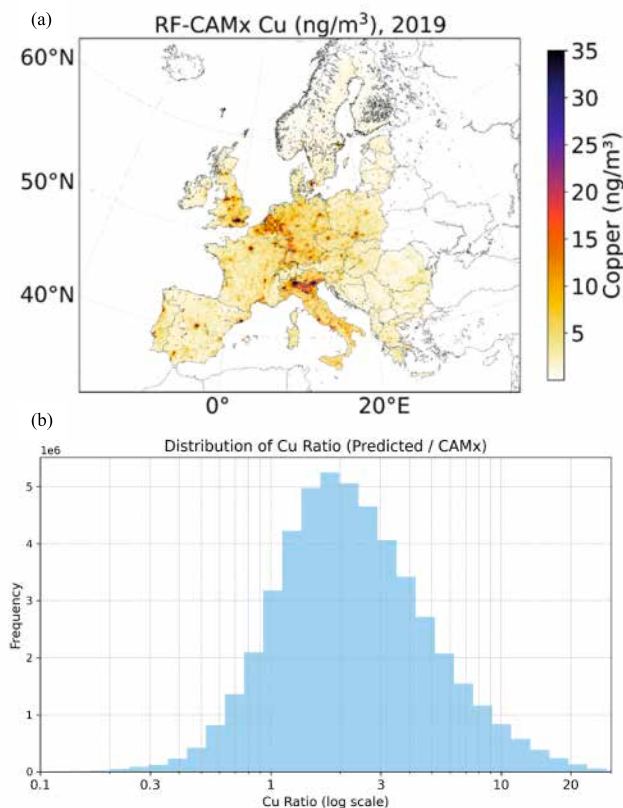 (a)
RF-CAMx Cu (ng/m³), 2019
60°N
50°N
40°N
0°
20°E
35
30
25
20
15
10
5
Copper (ng/m³)
(b)
Distribution of Cu Ratio (Predicted / CAMx)
1e6
5
4
3
2
1
0
Frequency
0.1
0.3
1
3
10
20
Cu Ratio (log scale)